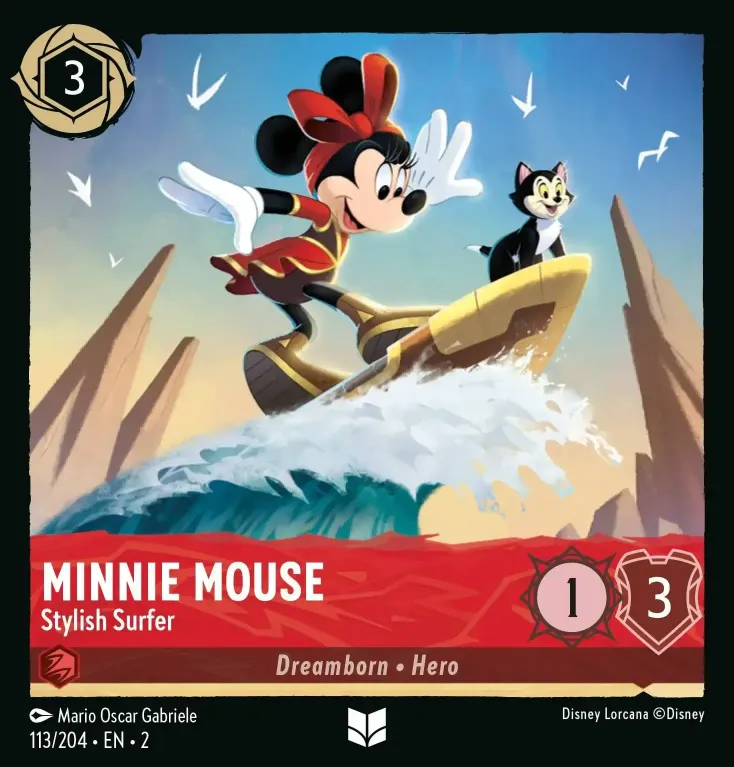 3
MINNIE MOUSE
Stylish Surfer
1 3
Dreamborn • Hero
Mario Oscar Gabriele
Disney Lorcana ©Disney
113/204 • EN • 2